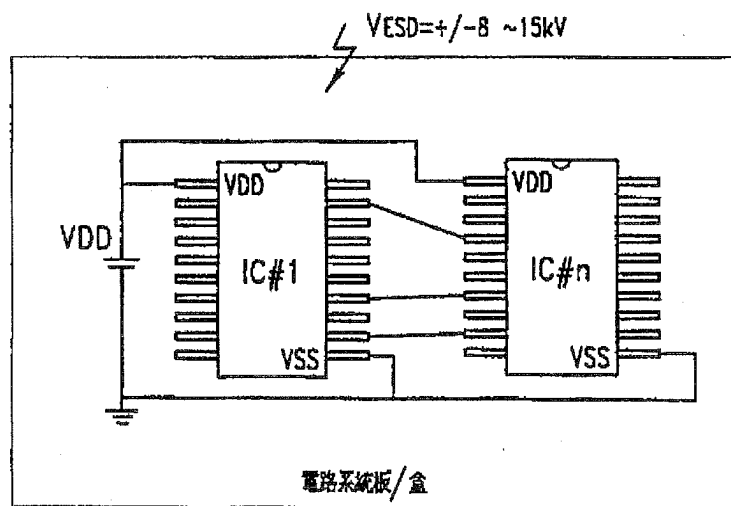 VESD=+/-8 ~15kV
VDD
VDD
VDD
IC#1
IC#n
VSS
VSS
電路系統板/盒